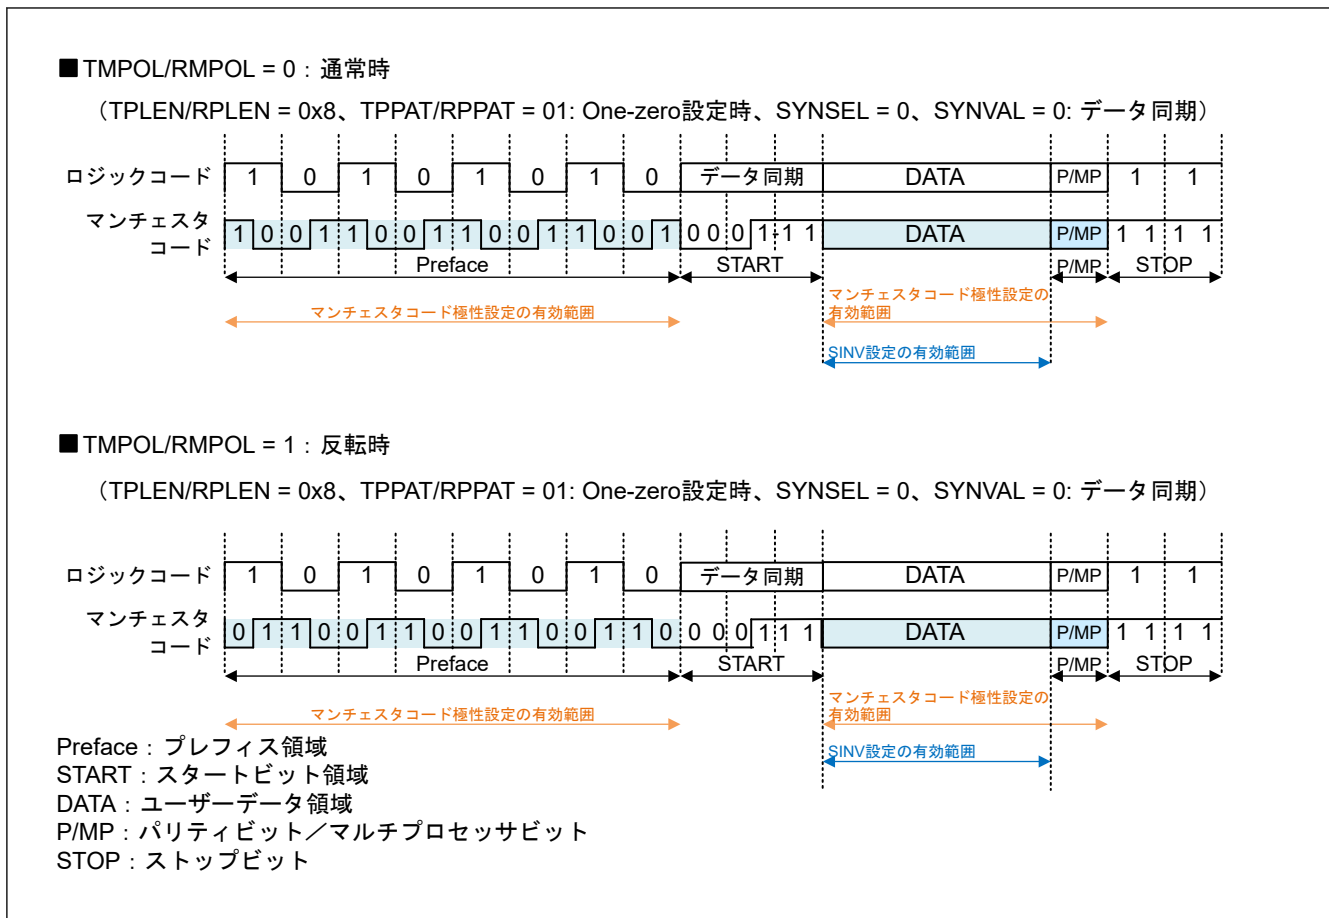 ■TMPOL/RMPOL = 0：通常時
（TPLEN/RPLEN = 0x8、TPPAT/RPPAT = 01: One-zero設定時、SYNSEL = 0、SYNVAL = 0: データ同期）
ロジックコード 1 0 1 0 1 0 1 0 データ同期 DATA P/MP 1 1
マンチェスタ
コード
1 0 0 1 1 0 0 1 1 0 0 1 1 0 0 1 0 0 0 1 1 1 DATA P/MP 1 1 1 1
Preface START P/MP STOP
マンチェスタコード極性設定の有効範囲
マンチェスタコード極性設定の
有効範囲
SINV設定の有効範囲
■TMPOL/RMPOL = 1：反転時
（TPLEN/RPLEN = 0x8、TPPAT/RPPAT = 01: One-zero設定時、SYNSEL = 0、SYNVAL = 0: データ同期）
ロジックコード 1 0 1 0 1 0 1 0 データ同期 DATA P/MP 1 1
マンチェスタ
コード
0 1 1 0 0 1 1 0 0 1 1 0 0 1 1 0 0 0 0 1 1 1 DATA P/MP 1 1 1 1
Preface START P/MP STOP
マンチェスタコード極性設定の有効範囲
マンチェスタコード極性設定の
有効範囲
SINV設定の有効範囲
Preface：プレフィス領域
START：スタートビット領域
DATA：ユーザーデータ領域
P/MP：パリティビット／マルチプロセッサビット
STOP：ストップビット